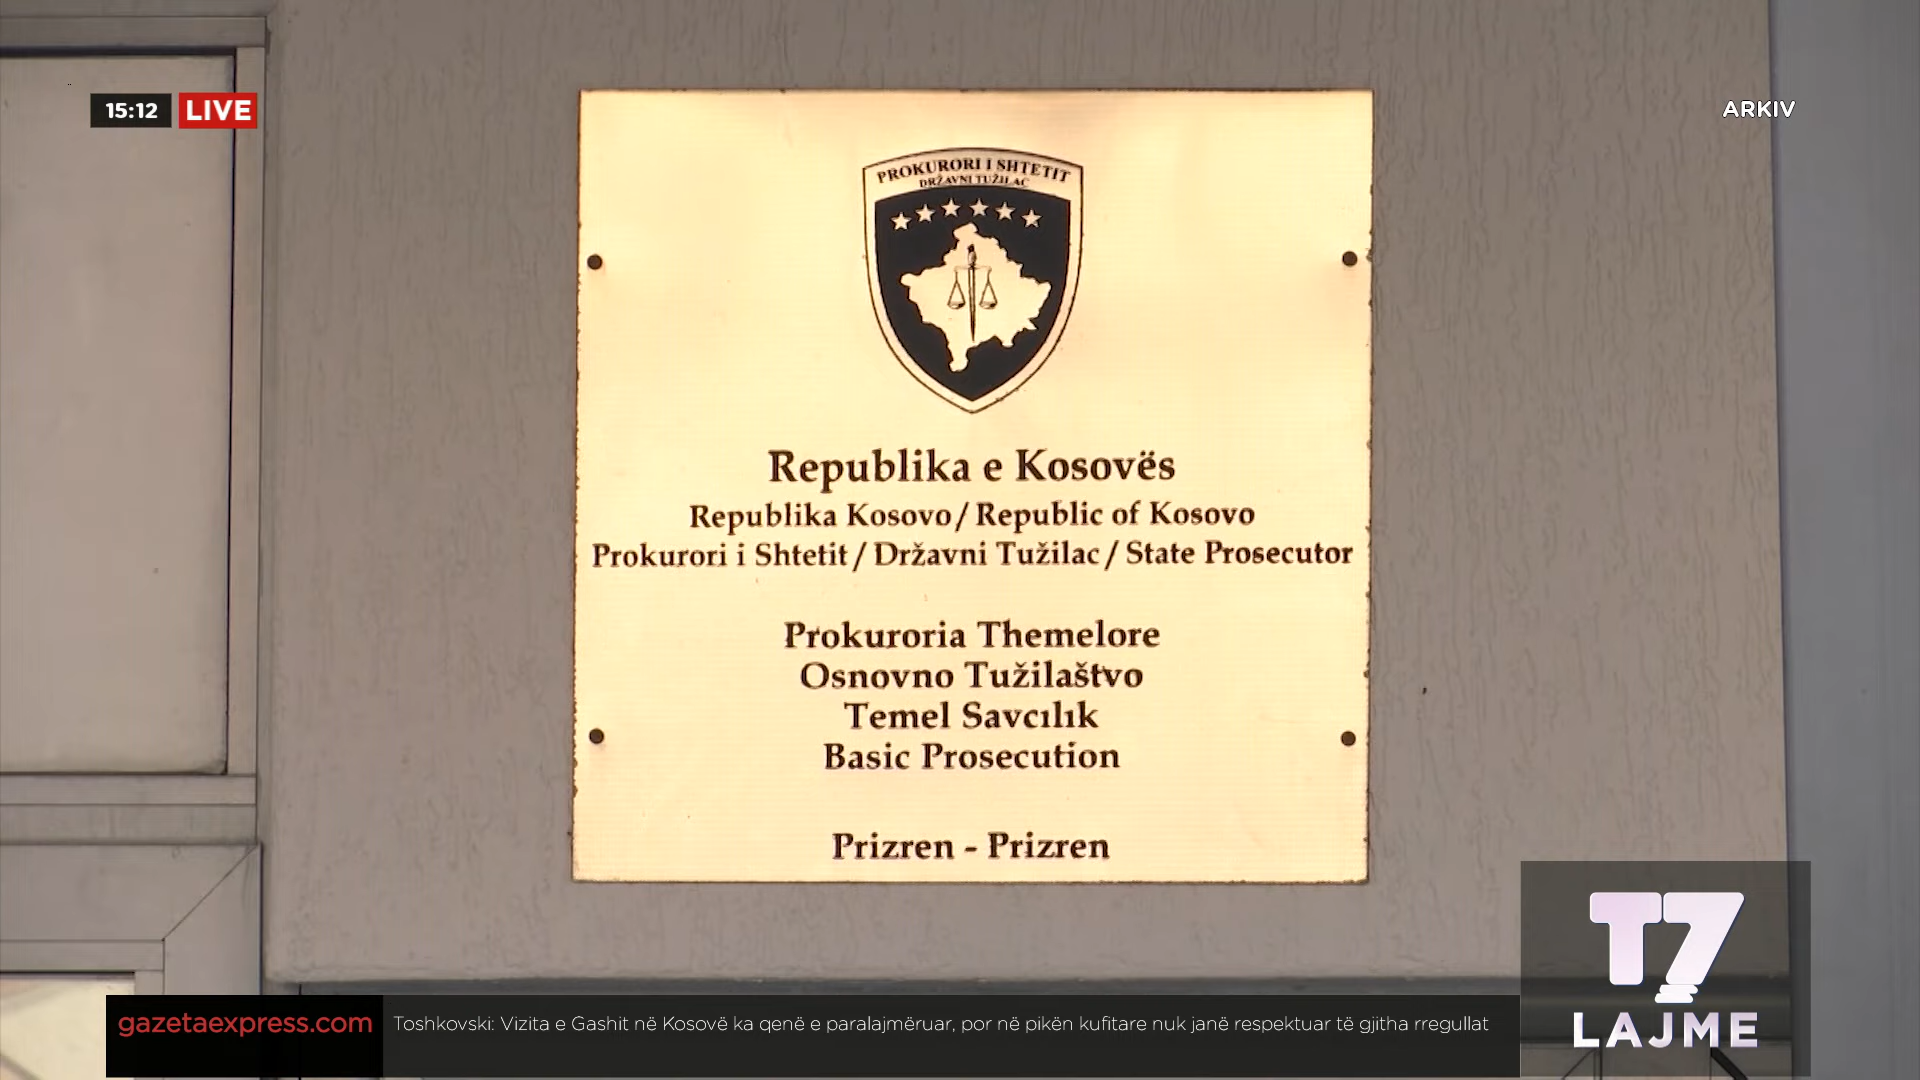 15:12 LIVE
ARKIV
PROKURORI I SHTETIT
DRŽAVNI TUŽILAC
Republika e Kosovës
Republika Kosovo / Republic of Kosovo
Prokurori i Shtetit / Državni Tužilac / State Prosecutor
Prokuroria Themelore
Osnovno Tužilaštvo
Temel Savcılık
Basic Prosecution
Prizren - Prizren
T7
LAJME
gazetaexpress.com
Toshkovski: Vizita e Gashit në Kosovë ka qenë e paralajmëruar, por në pikën kufitare nuk janë respektuar të gjitha rregullat